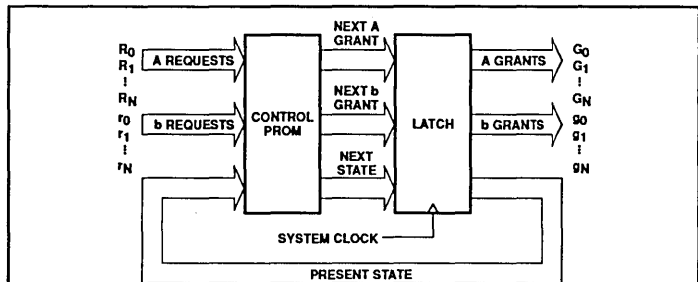 NEXT A
GRANT
R0
R1
⋮
RN
A REQUESTS
A GRANTS
G0
G1
⋮
GN
NEXT b
GRANT
CONTROL
PROM
LATCH
r0
r1
⋮
rN
b REQUESTS
b GRANTS
g0
g1
⋮
gN
NEXT
STATE
SYSTEM CLOCK
PRESENT STATE